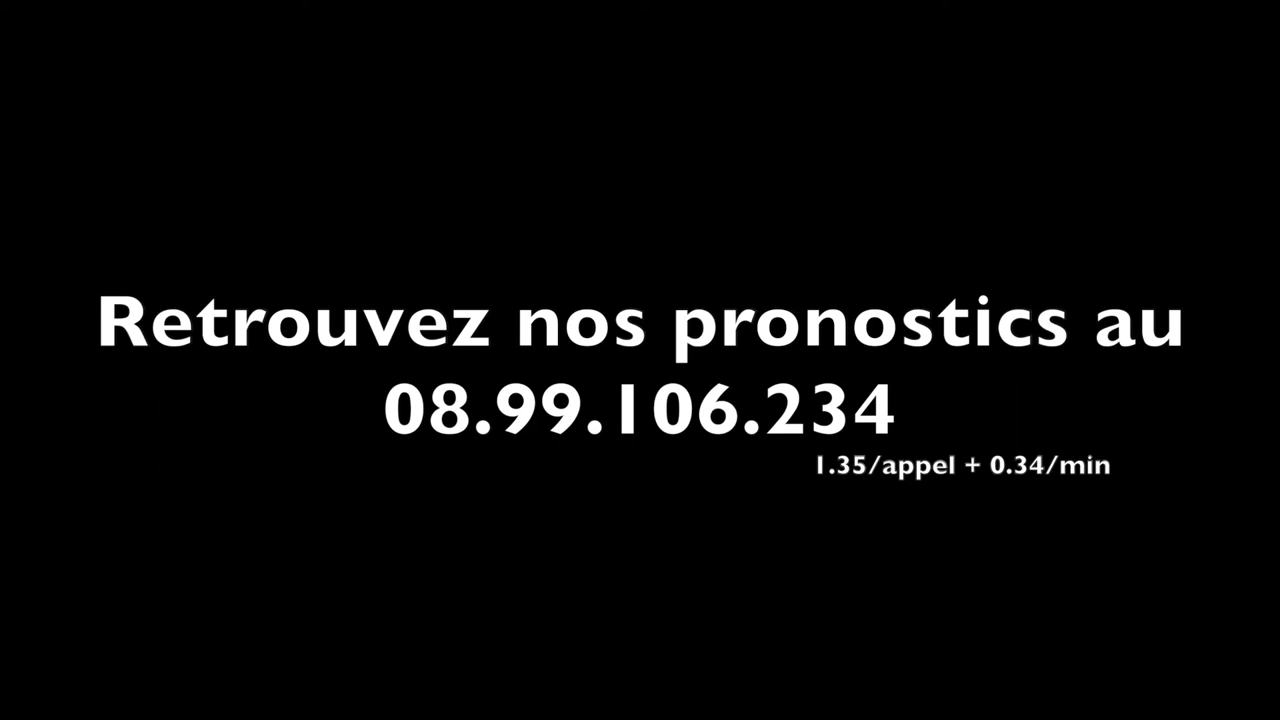 Retrouvez nos pronostics au
08.99.106.234
1.35/appel + 0.34/min